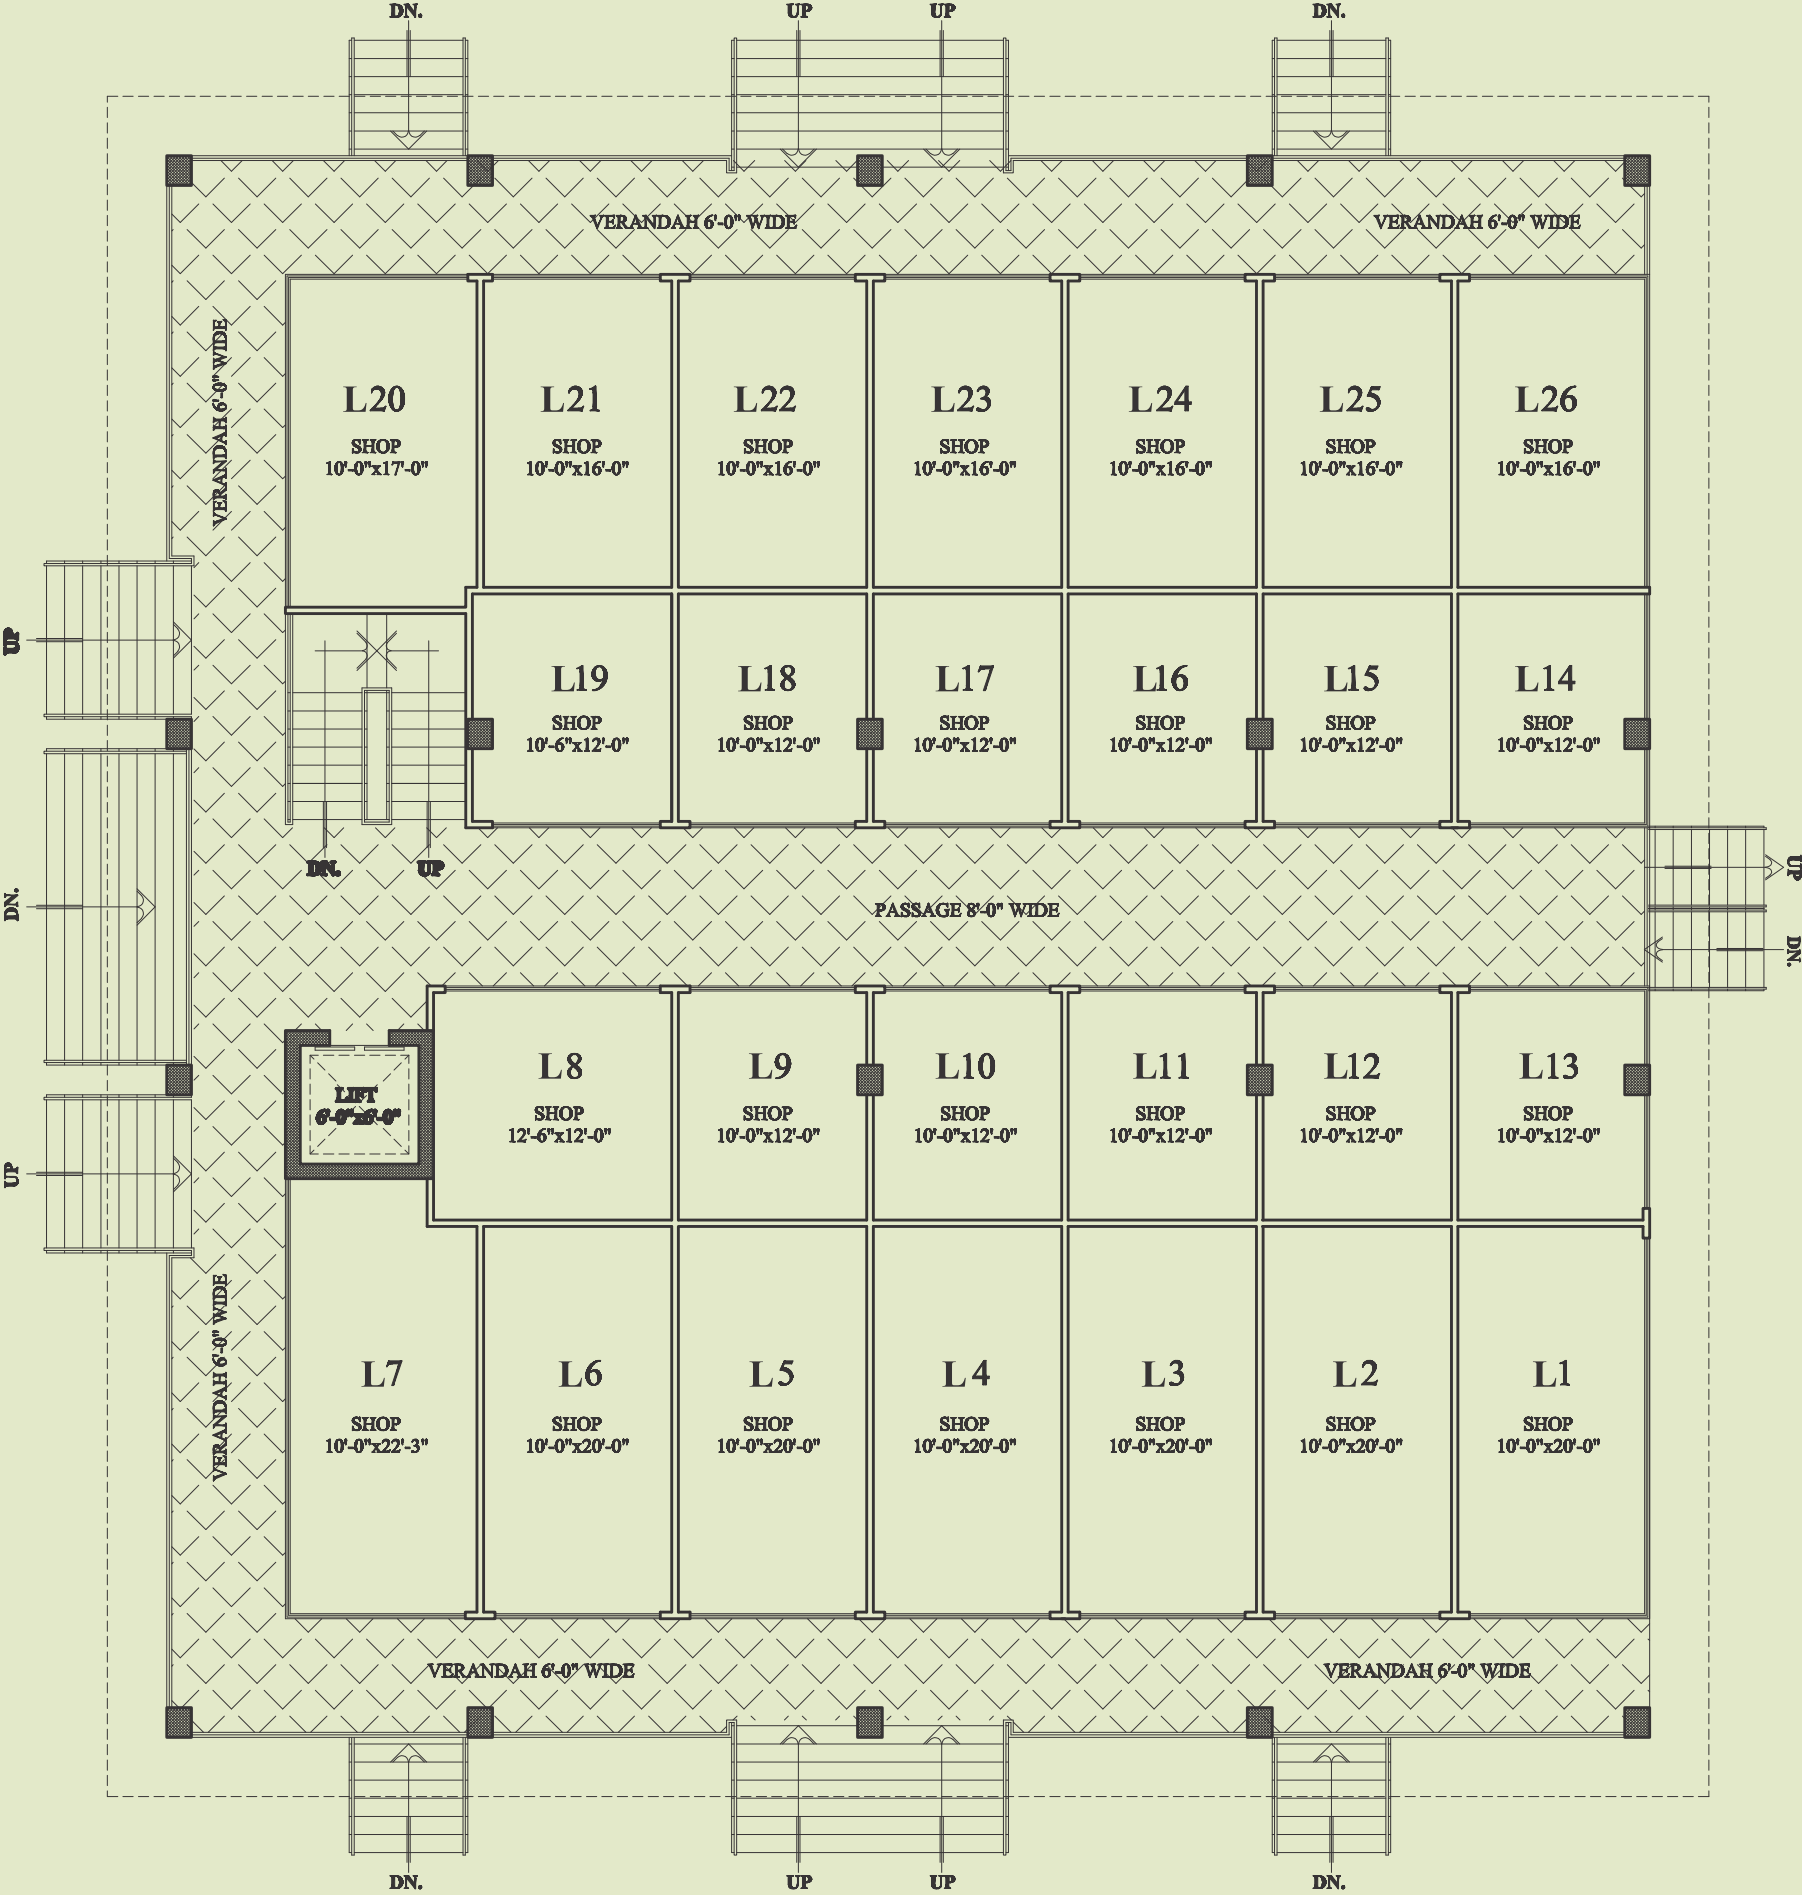 DN.
UP
UP
DN.
VERANDAH 6'-0" WIDE
VERANDAH 6'-0" WIDE
VERANDAH 6'-0" WIDE
L20
SHOP
10'-0"x17'-0"
L21
SHOP
10'-0"x16'-0"
L22
SHOP
10'-0"x16'-0"
L23
SHOP
10'-0"x16'-0"
L24
SHOP
10'-0"x16'-0"
L25
SHOP
10'-0"x16'-0"
L26
SHOP
10'-0"x16'-0"
UP
L19
SHOP
10'-6"x12'-0"
L18
SHOP
10'-0"x12'-0"
L17
SHOP
10'-0"x12'-0"
L16
SHOP
10'-0"x12'-0"
L15
SHOP
10'-0"x12'-0"
L14
SHOP
10'-0"x12'-0"
DN.
UP
UP
DN.
PASSAGE 8'-0" WIDE
DN.
LIFT
6'-0"x6'-0"
L8
SHOP
12'-6"x12'-0"
L9
SHOP
10'-0"x12'-0"
L10
SHOP
10'-0"x12'-0"
L11
SHOP
10'-0"x12'-0"
L12
SHOP
10'-0"x12'-0"
L13
SHOP
10'-0"x12'-0"
UP
VERANDAH 6'-0" WIDE
L7
SHOP
10'-0"x22'-3"
L6
SHOP
10'-0"x20'-0"
L5
SHOP
10'-0"x20'-0"
L4
SHOP
10'-0"x20'-0"
L3
SHOP
10'-0"x20'-0"
L2
SHOP
10'-0"x20'-0"
L1
SHOP
10'-0"x20'-0"
VERANDAH 6'-0" WIDE
VERANDAH 6'-0" WIDE
DN.
UP
UP
DN.